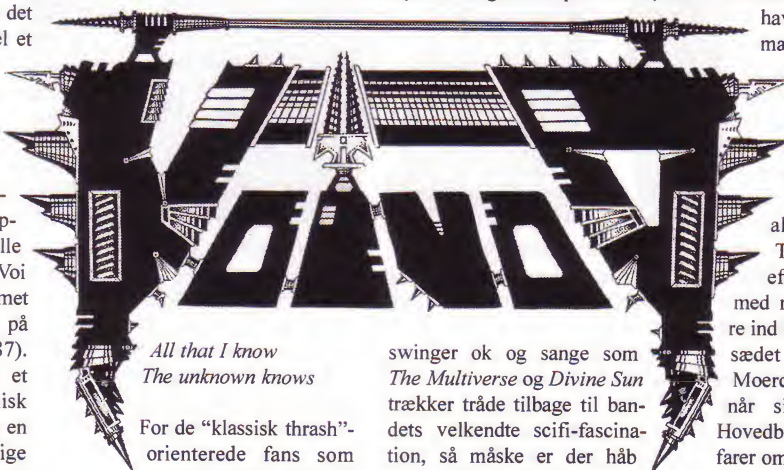 det
el et
-
p-
lle
Voi
met
på
37).
et
isk
en
ige
VOIVOD
All that I know
The unknown knows
For de “klassisk thrash”-
orienterede fans som
swinger ok og sange som
The Multiverse og Divine Sun
trækker tråde tilbage til ban-
dets velkendte scifi-fascina-
tion, så måske er der håb
hav
ma
al
T
ef
med
re ind
sædet
Moerd
når si
Hovedb
farer om